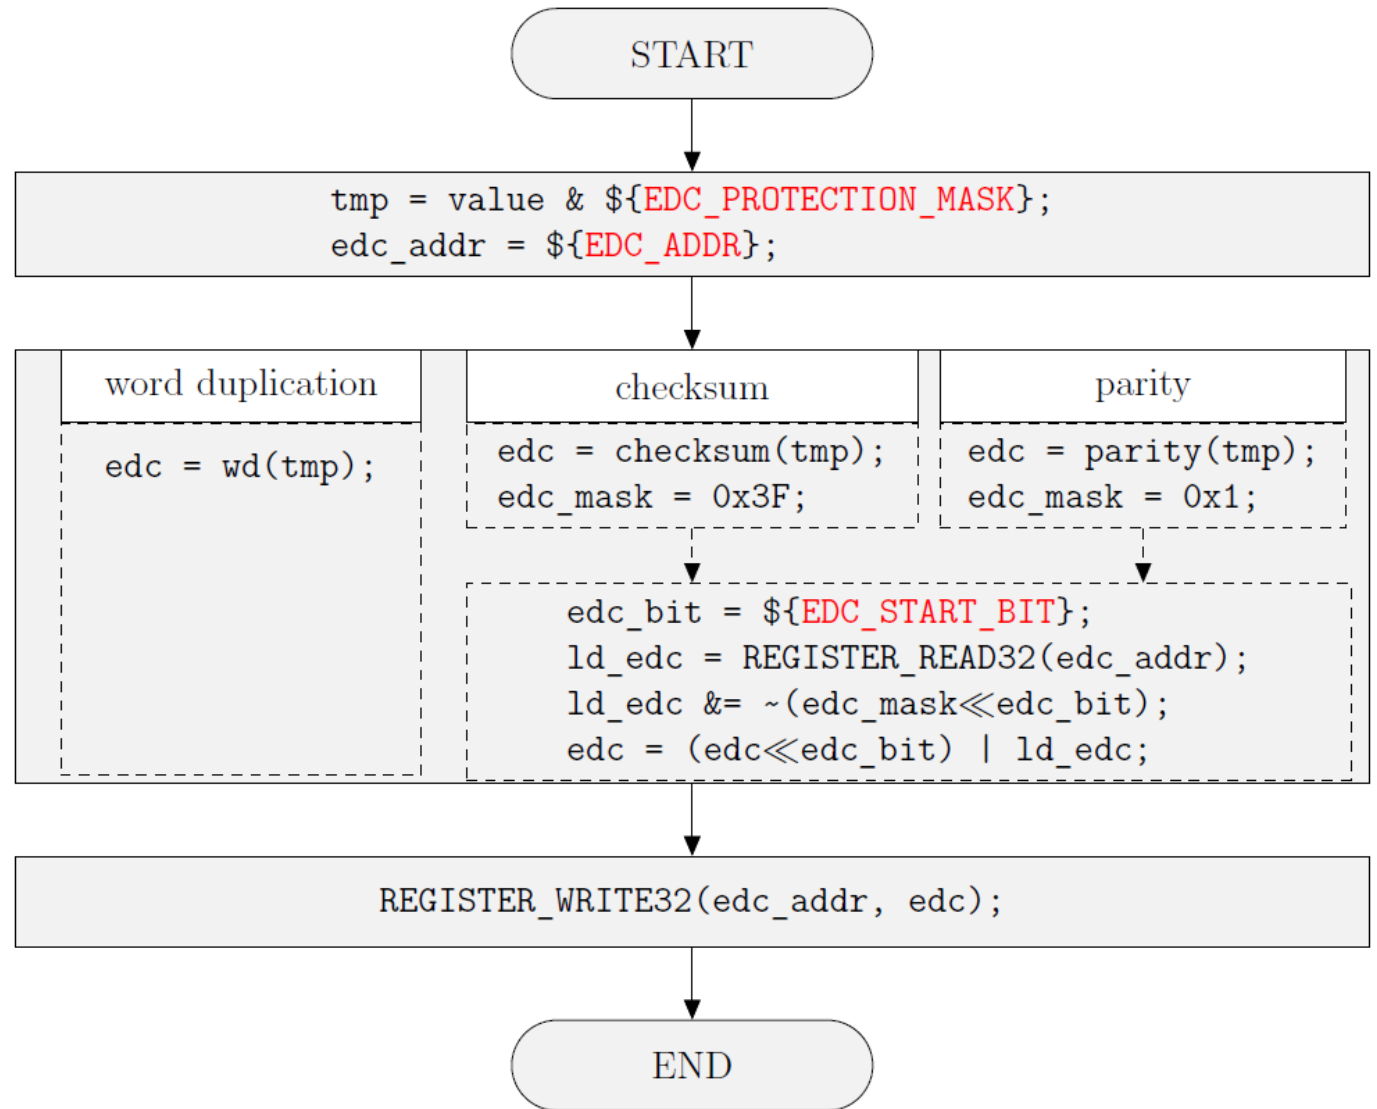 START
tmp = value & ${EDC_PROTECTION_MASK};
edc_addr = ${EDC_ADDR};
word duplication
edc = wd(tmp);
checksum
edc = checksum(tmp);
edc_mask = 0x3F;
parity
edc = parity(tmp);
edc_mask = 0x1;
edc_bit = ${EDC_START_BIT};
ld_edc = REGISTER_READ32(edc_addr);
ld_edc &= ~(edc_mask≪edc_bit);
edc = (edc≪edc_bit) | ld_edc;
REGISTER_WRITE32(edc_addr, edc);
END